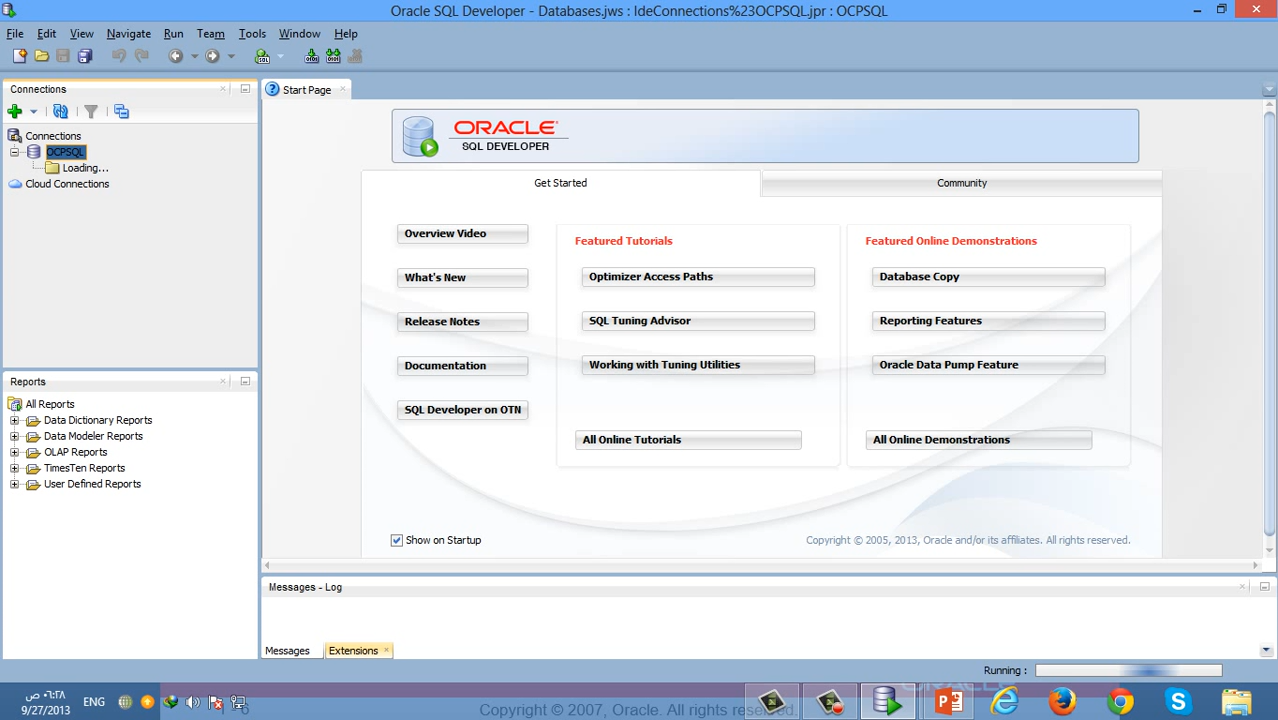 Oracle SQL Developer - Databases.jws : IdeConnections%23OCPSQL.jpr : OCPSQL
File Edit View Navigate Run Team Tools Window Help
Connections
Connections
OCPSQL
Loading...
Cloud Connections
Reports
All Reports
Data Dictionary Reports
Data Modeler Reports
OLAP Reports
TimesTen Reports
User Defined Reports
Start Page
ORACLE
SQL DEVELOPER
Get Started
Community
Overview Video
What's New
Release Notes
Documentation
SQL Developer on OTN
Featured Tutorials
Optimizer Access Paths
SQL Tuning Advisor
Working with Tuning Utilities
All Online Tutorials
Featured Online Demonstrations
Database Copy
Reporting Features
Oracle Data Pump Feature
All Online Demonstrations
Show on Startup
Copyright © 2005, 2013, Oracle and/or its affiliates. All rights reserved.
Messages - Log
Messages
Extensions
Running :
٠٦:٢٨ ص
9/27/2013
ENG
Copyright © 2007, Oracle. All rights reserved.